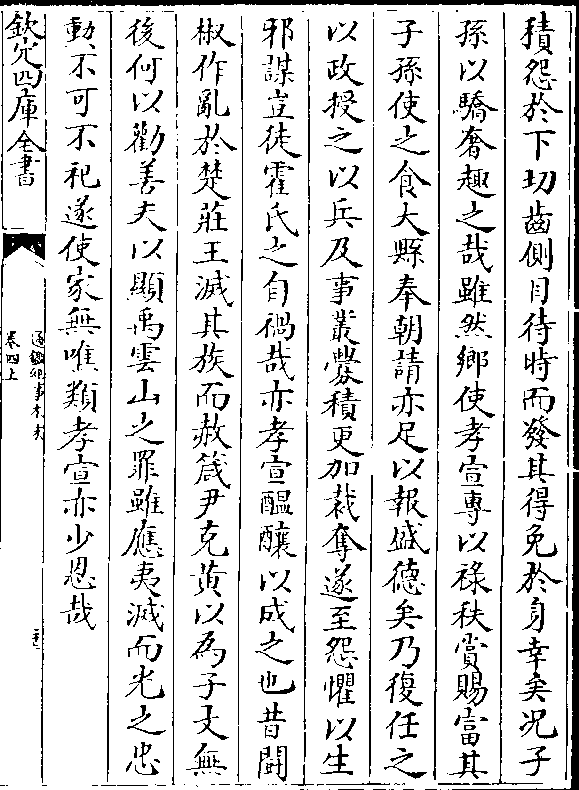 積怨於下切齒側目待時而發其得免於身幸矣况子
孫以驕奢趣之哉雖然鄉使孝宣專以祿秩賞賜富其
子孫使之食大縣奉朝請亦足以報盛德矣乃復任之
以政授之以兵及事叢釁積更加裁奪遂至怨懼以生
邪謀豈徒霍氏之自禍哉亦孝宣醖釀以成之也昔鬭
椒作亂於楚莊王滅其族而赦箴尹克黄以為子文無
後何以勸善夫以顯禹雲山之罪雖應夷滅而光之忠
勳不可不祀遂使家無唯類孝宣亦少恩哉
欽定四庫全書
通鑑紀事本末
卷四上